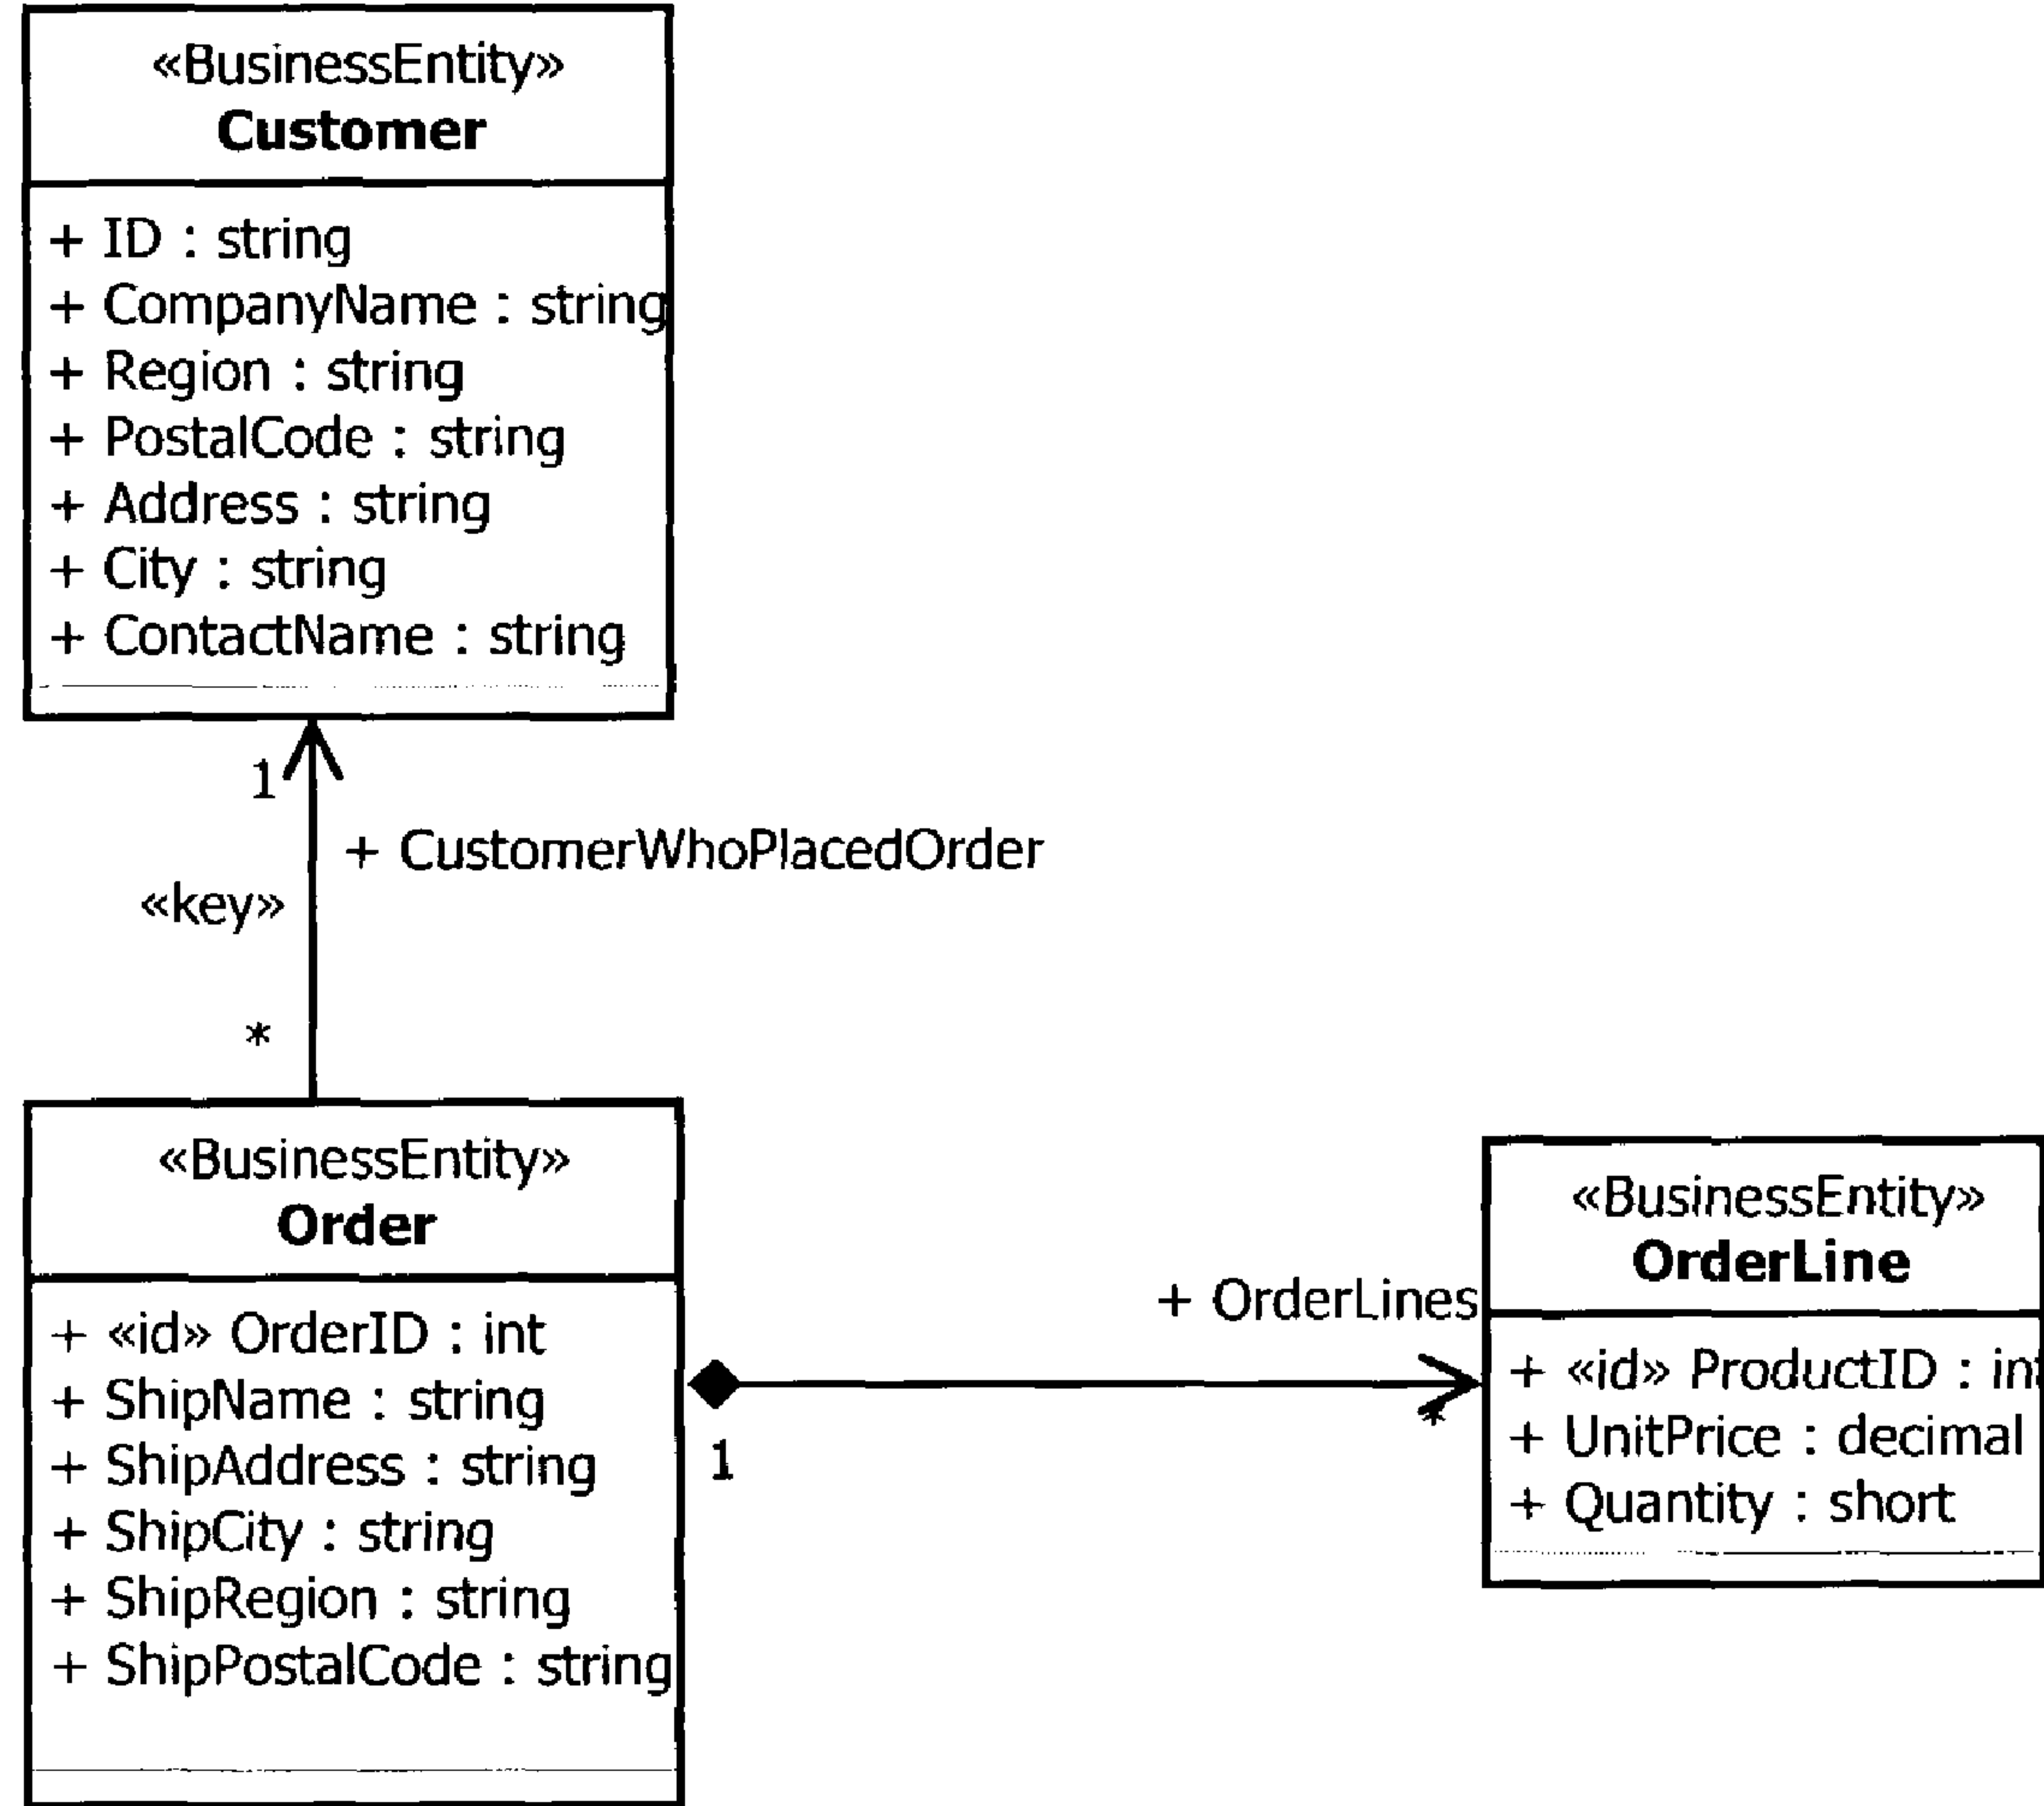 «BusinessEntity»
Customer
+ ID : string
+ CompanyName : string
+ Region : string
+ PostalCode : string
+ Address : string
+ City : string
+ ContactName : string
1
+ CustomerWhoPlacedOrder
«key»
*
«BusinessEntity»
Order
+ «id» OrderID : int
+ ShipName : string
+ ShipAddress : string
+ ShipCity : string
+ ShipRegion : string
+ ShipPostalCode : string
1
+ OrderLines
*
«BusinessEntity»
OrderLine
+ «id» ProductID : int
+ UnitPrice : decimal
+ Quantity : short